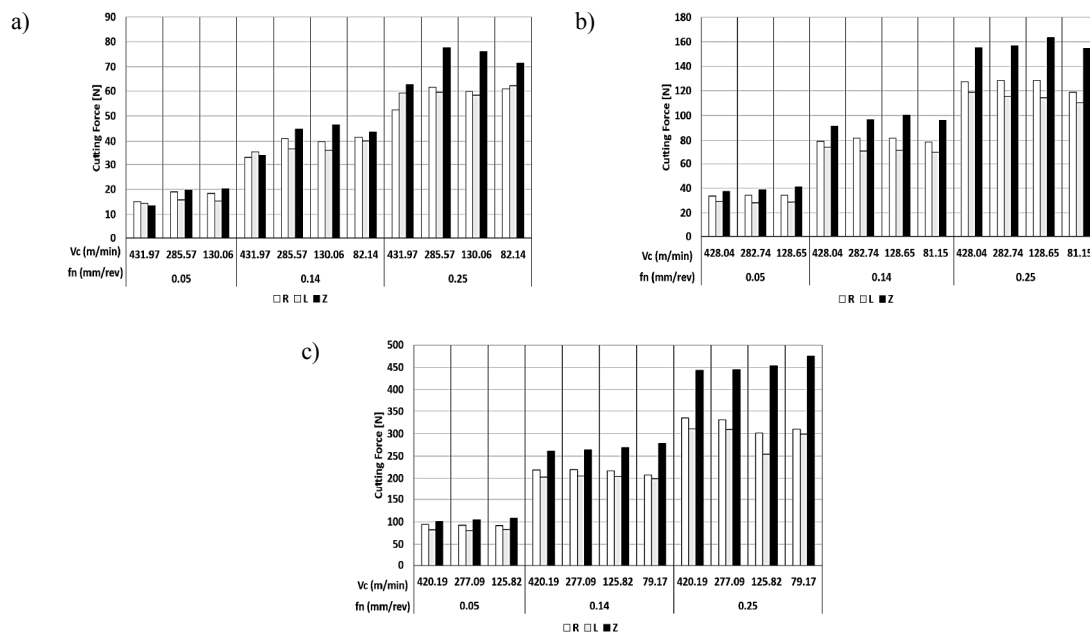 a)
Cutting Force [N]
90
80
70
60
50
40
30
20
10
0
Vc (m/min)
431.97 285.57 130.06 431.97 285.57 130.06 82.14 431.97 285.57 130.06 82.14
fn (mm/rev)
0.05 0.14 0.25
R L Z
b)
Cutting Force [N]
180
160
140
120
100
80
60
40
20
0
Vc (m/min)
428.04 282.74 128.65 428.04 282.74 128.65 81.15 428.04 282.74 128.65 81.15
fn (mm/rev)
0.05 0.14 0.25
R L Z
c)
Cutting Force [N]
500
450
400
350
300
250
200
150
100
50
0
Vc (m/min)
420.19 277.09 125.82 420.19 277.09 125.82 79.17 420.19 277.09 125.82 79.17
fn (mm/rev)
0.05 0.14 0.25
R L Z